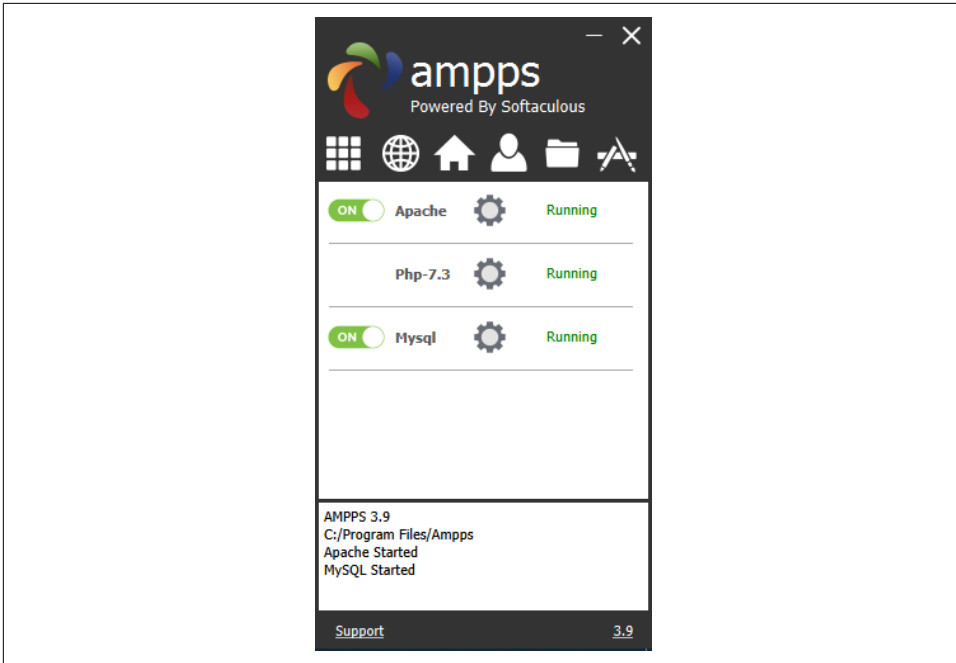 ampps
Powered By Softaculous
ON Apache Running
Php-7.3 Running
ON Mysql Running
AMPPS 3.9
C:/Program Files/Ampps
Apache Started
MySQL Started
Support 3.9